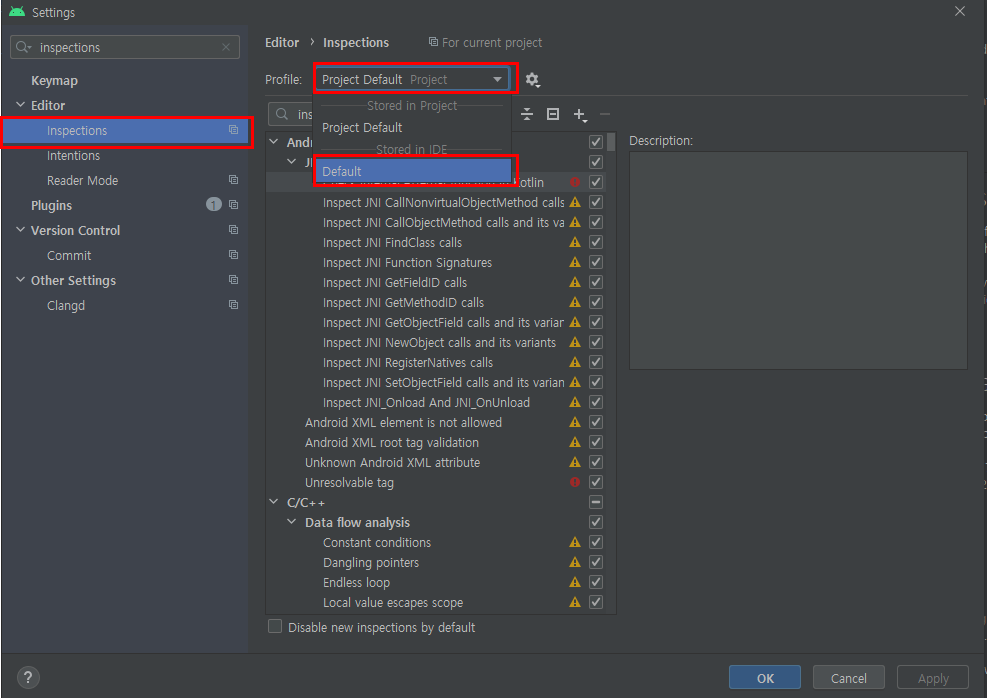 Settings
inspections
Editor › Inspections For current project
Keymap
Editor
Inspections
Intentions
Reader Mode
Plugins 1
Version Control
Commit
Other Settings
Clangd
Profile: Project Default Project
Stored in Project
Project Default
Stored in IDE
Default
ins
Kotlin
Inspect JNI CallNonvirtualObjectMethod calls
Inspect JNI CallObjectMethod calls and its va
Inspect JNI FindClass calls
Inspect JNI Function Signatures
Inspect JNI GetFieldID calls
Inspect JNI GetMethodID calls
Inspect JNI GetObjectField calls and its varian
Inspect JNI NewObject calls and its variants
Inspect JNI RegisterNatives calls
Inspect JNI SetObjectField calls and its varian
Inspect JNI_Onload And JNI_OnUnload
Android XML element is not allowed
Android XML root tag validation
Unknown Android XML attribute
Unresolvable tag
C/C++
Data flow analysis
Constant conditions
Dangling pointers
Endless loop
Local value escapes scope
Disable new inspections by default
Description:
?
OK
Cancel
Apply